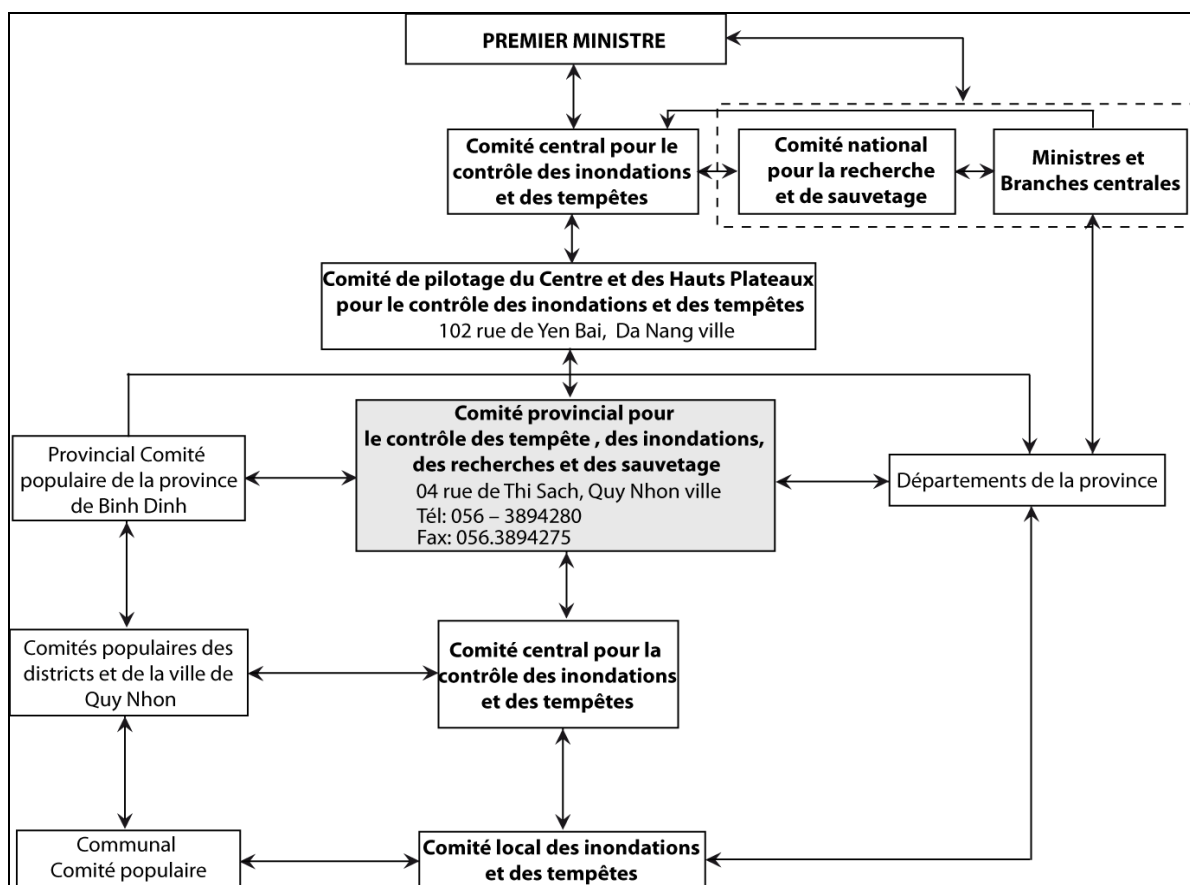 PREMIER MINISTRE
Comité central pour le
contrôle des inondations
et des tempêtes
Comité national
pour la recherche
et de sauvetage
Ministres et
Branches centrales
Comité de pilotage du Centre et des Hauts Plateaux
pour le contrôle des inondations et des tempêtes
102 rue de Yen Bai, Da Nang ville
Provincial Comité
populaire de la province
de Binh Dinh
Comité provincial pour
le contrôle des tempête , des inondations,
des recherches et des sauvetage
04 rue de Thi Sach, Quy Nhon ville
Tél: 056 – 3894280
Fax: 056.3894275
Départements de la province
Comités populaires des
districts et de la ville de
Quy Nhon
Comité central pour la
contrôle des inondations
et des tempêtes
Communal
Comité populaire
Comité local des inondations
et des tempêtes